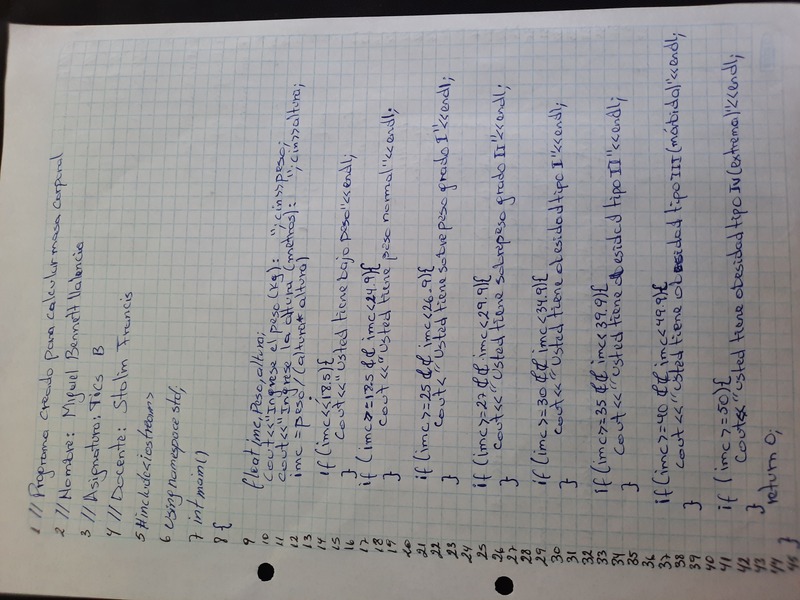 1 // Programa creado para calcular masa corporal
2 // Nombre: Miguel Bennett Valencia
3 // Asignatura: Tics B
4 // Docente: Stalim Francis
5 #include<iostream>
6 Using namespace std;
7 int main()
8 {
9 float imc, Peso, altura;
10 cout<<"Ingrese el peso (Kg): ";cin>>peso;
11 cout<<"Ingrese la altura (metros): ";cin>>altura;
12 imc = peso / (altura* altura)
13
14 if (imc<<18.5){
15 cout<<"Usted tiene bajo peso"<<endl;
16 }
17 if (imc>=18.5 && imc<24.9){
18 cout <<"Usted tiene peso normal"<<endl;
19 }
20
21 if (imc>=25 && imc<26.9){
22 cout<"Usted tiene sobrepeso grado I"<<endl;
23 }
24
25 if (imc>=27 && imc<29.9){
26 cout<<"Usted tiene sobrepeso grado II"<<endl;
27 }
28
29 if (imc>=30 && imc<34.9){
30 cout<<"Usted tiene obesidad tipo I"<<endl;
31 }
32
33 if (imc>=35 && imc<39.9){
34 cout<<"Usted tiene obesidad tipo II"<<endl;
35 }
36
37 if (imc>=40 && imc<49.9){
38 cout <<"Usted tiene obesidad tipo III (mórbida)"<<endl;
39 }
40
41 if (imc>=50){
42 cout<<"Usted tiene obesidad tipo IV (extrema)"<<endl;
43 }
44 return 0;
45 }